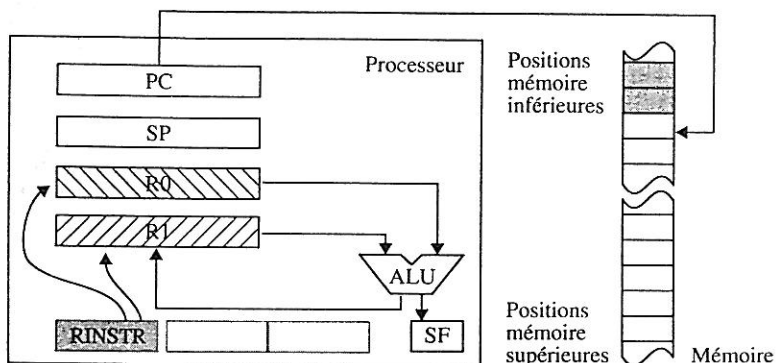 Processeur
PC
SP
R0
R1
ALU
RINSTR
SF
Positions
mémoire
inférieures
Positions
mémoire
supérieures
Mémoire